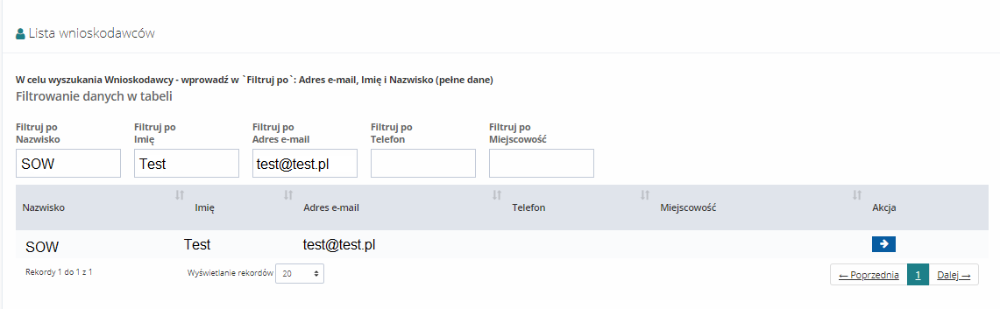 Lista wnioskodawców
W celu wyszukania Wnioskodawcy - wprowadź w `Filtruj po`: Adres e-mail, Imię i Nazwisko (pełne dane)
Filtrowanie danych w tabeli
Filtruj po Nazwisko
Filtruj po Imię
Filtruj po Adres e-mail
Filtruj po Telefon
Filtruj po Miejscowość
SOW Test test@test.pl
Nazwisko Imię Adres e-mail Telefon Miejscowość Akcja
SOW Test test@test.pl
Rekordy 1 do 1 z 1 Wyświetlanie rekordów 20 ← Poprzednia 1 Dalej →